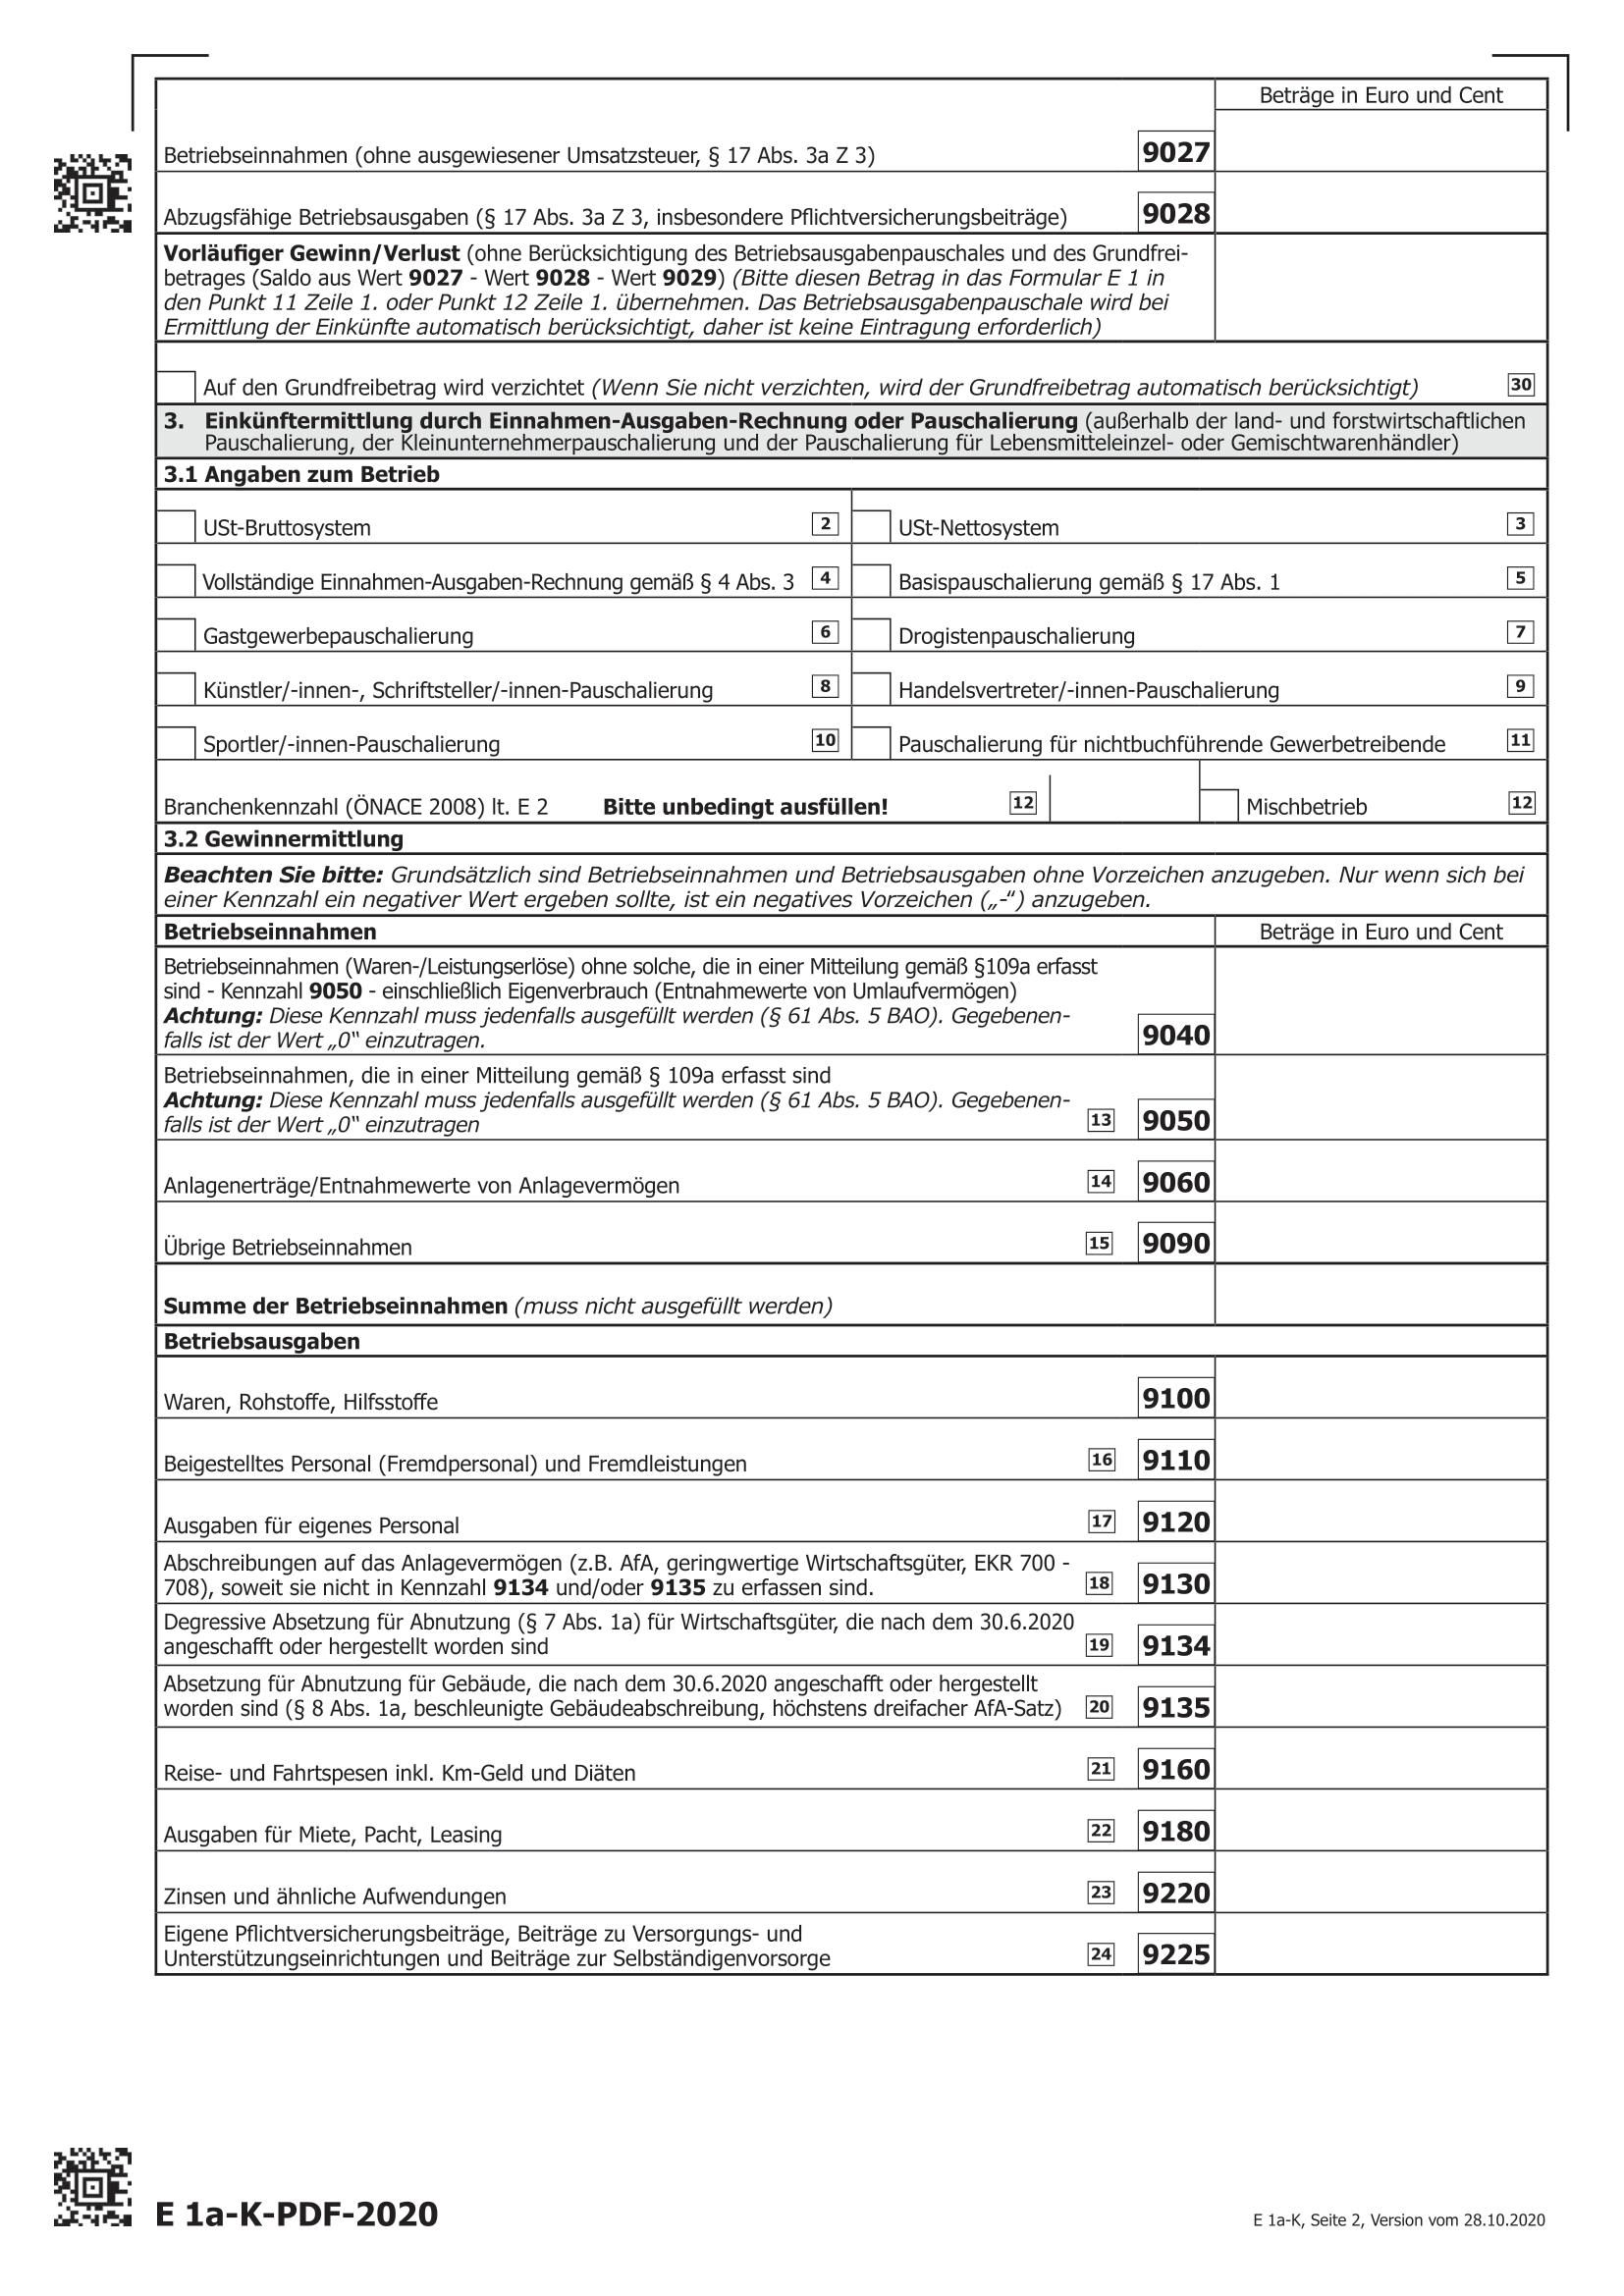 Beträge in Euro und Cent
Betriebseinnahmen (ohne ausgewiesener Umsatzsteuer, § 17 Abs. 3a Z 3) 9027
Abzugsfähige Betriebsausgaben (§ 17 Abs. 3a Z 3, insbesondere Pflichtversicherungsbeiträge) 9028
Vorläufiger Gewinn/Verlust (ohne Berücksichtigung des Betriebsausgabenpauschales und des Grundfrei-
betrages (Saldo aus Wert 9027 - Wert 9028 - Wert 9029) (Bitte diesen Betrag in das Formular E 1 in
den Punkt 11 Zeile 1. oder Punkt 12 Zeile 1. übernehmen. Das Betriebsausgabenpauschale wird bei
Ermittlung der Einkünfte automatisch berücksichtigt, daher ist keine Eintragung erforderlich)
Auf den Grundfreibetrag wird verzichtet (Wenn Sie nicht verzichten, wird der Grundfreibetrag automatisch berücksichtigt) 30
3. Einkünftermittlung durch Einnahmen-Ausgaben-Rechnung oder Pauschalierung (außerhalb der land- und forstwirtschaftlichen
Pauschalierung, der Kleinunternehmerpauschalierung und der Pauschalierung für Lebensmitteleinzel- oder Gemischtwarenhändler)
3.1 Angaben zum Betrieb
USt-Bruttosystem 2 USt-Nettosystem 3
Vollständige Einnahmen-Ausgaben-Rechnung gemäß § 4 Abs. 3 4 Basispauschalierung gemäß § 17 Abs. 1 5
Gastgewerbepauschalierung 6 Drogistenpauschalierung 7
Künstler/-innen-, Schriftsteller/-innen-Pauschalierung 8 Handelsvertreter/-innen-Pauschalierung 9
Sportler/-innen-Pauschalierung 10 Pauschalierung für nichtbuchführende Gewerbetreibende 11
Branchenkennzahl (ÖNACE 2008) lt. E 2 Bitte unbedingt ausfüllen! 12 Mischbetrieb 12
3.2 Gewinnermittlung
Beachten Sie bitte: Grundsätzlich sind Betriebseinnahmen und Betriebsausgaben ohne Vorzeichen anzugeben. Nur wenn sich bei
einer Kennzahl ein negativer Wert ergeben sollte, ist ein negatives Vorzeichen („-“) anzugeben.
Betriebseinnahmen Beträge in Euro und Cent
Betriebseinnahmen (Waren-/Leistungserlöse) ohne solche, die in einer Mitteilung gemäß §109a erfasst
sind - Kennzahl 9050 - einschließlich Eigenverbrauch (Entnahmewerte von Umlaufvermögen)
Achtung: Diese Kennzahl muss jedenfalls ausgefüllt werden (§ 61 Abs. 5 BAO). Gegebenen-
falls ist der Wert „0“ einzutragen. 9040
Betriebseinnahmen, die in einer Mitteilung gemäß § 109a erfasst sind
Achtung: Diese Kennzahl muss jedenfalls ausgefüllt werden (§ 61 Abs. 5 BAO). Gegebenen-
falls ist der Wert „0“ einzutragen 13 9050
Anlagenerträge/Entnahmewerte von Anlagevermögen 14 9060
Übrige Betriebseinnahmen 15 9090
Summe der Betriebseinnahmen (muss nicht ausgefüllt werden)
Betriebsausgaben
Waren, Rohstoffe, Hilfsstoffe 9100
Beigestelltes Personal (Fremdpersonal) und Fremdleistungen 16 9110
Ausgaben für eigenes Personal 17 9120
Abschreibungen auf das Anlagevermögen (z.B. AfA, geringwertige Wirtschaftsgüter, EKR 700 -
708), soweit sie nicht in Kennzahl 9134 und/oder 9135 zu erfassen sind. 18 9130
Degressive Absetzung für Abnutzung (§ 7 Abs. 1a) für Wirtschaftsgüter, die nach dem 30.6.2020
angeschafft oder hergestellt worden sind 19 9134
Absetzung für Abnutzung für Gebäude, die nach dem 30.6.2020 angeschafft oder hergestellt
worden sind (§ 8 Abs. 1a, beschleunigte Gebäudeabschreibung, höchstens dreifacher AfA-Satz) 20 9135
Reise- und Fahrtspesen inkl. Km-Geld und Diäten 21 9160
Ausgaben für Miete, Pacht, Leasing 22 9180
Zinsen und ähnliche Aufwendungen 23 9220
Eigene Pflichtversicherungsbeiträge, Beiträge zu Versorgungs- und
Unterstützungseinrichtungen und Beiträge zur Selbständigenvorsorge 24 9225
E 1a-K-PDF-2020
E 1a-K, Seite 2, Version vom 28.10.2020